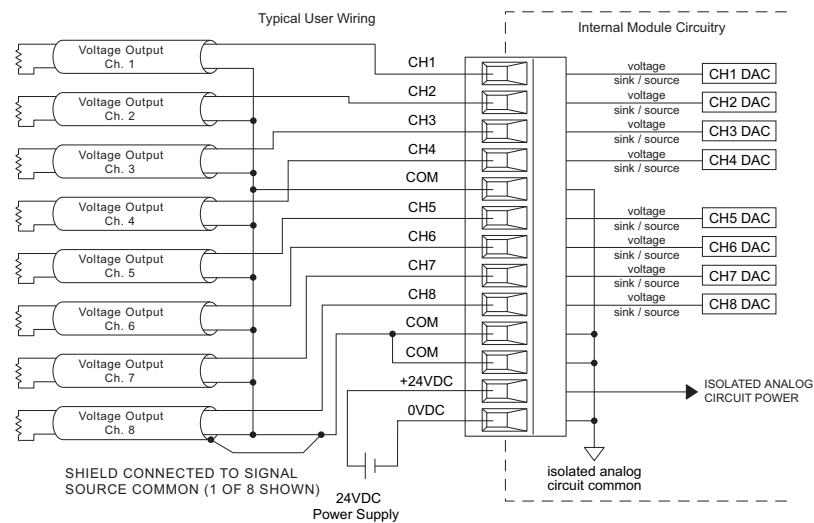 Typical User Wiring
Internal Module Circuitry
Voltage Output
Ch. 1
Voltage Output
Ch. 2
Voltage Output
Ch. 3
Voltage Output
Ch. 4
Voltage Output
Ch. 5
Voltage Output
Ch. 6
Voltage Output
Ch. 7
Voltage Output
Ch. 8
CH1
CH2
CH3
CH4
COM
CH5
CH6
CH7
CH8
COM
COM
+24VDC
0VDC
voltage
sink / source
CH1 DAC
voltage
sink / source
CH2 DAC
voltage
sink / source
CH3 DAC
voltage
sink / source
CH4 DAC
voltage
sink / source
CH5 DAC
voltage
sink / source
CH6 DAC
voltage
sink / source
CH7 DAC
voltage
sink / source
CH8 DAC
ISOLATED ANALOG
CIRCUIT POWER
isolated analog
circuit common
SHIELD CONNECTED TO SIGNAL
SOURCE COMMON (1 OF 8 SHOWN)
24VDC
Power Supply